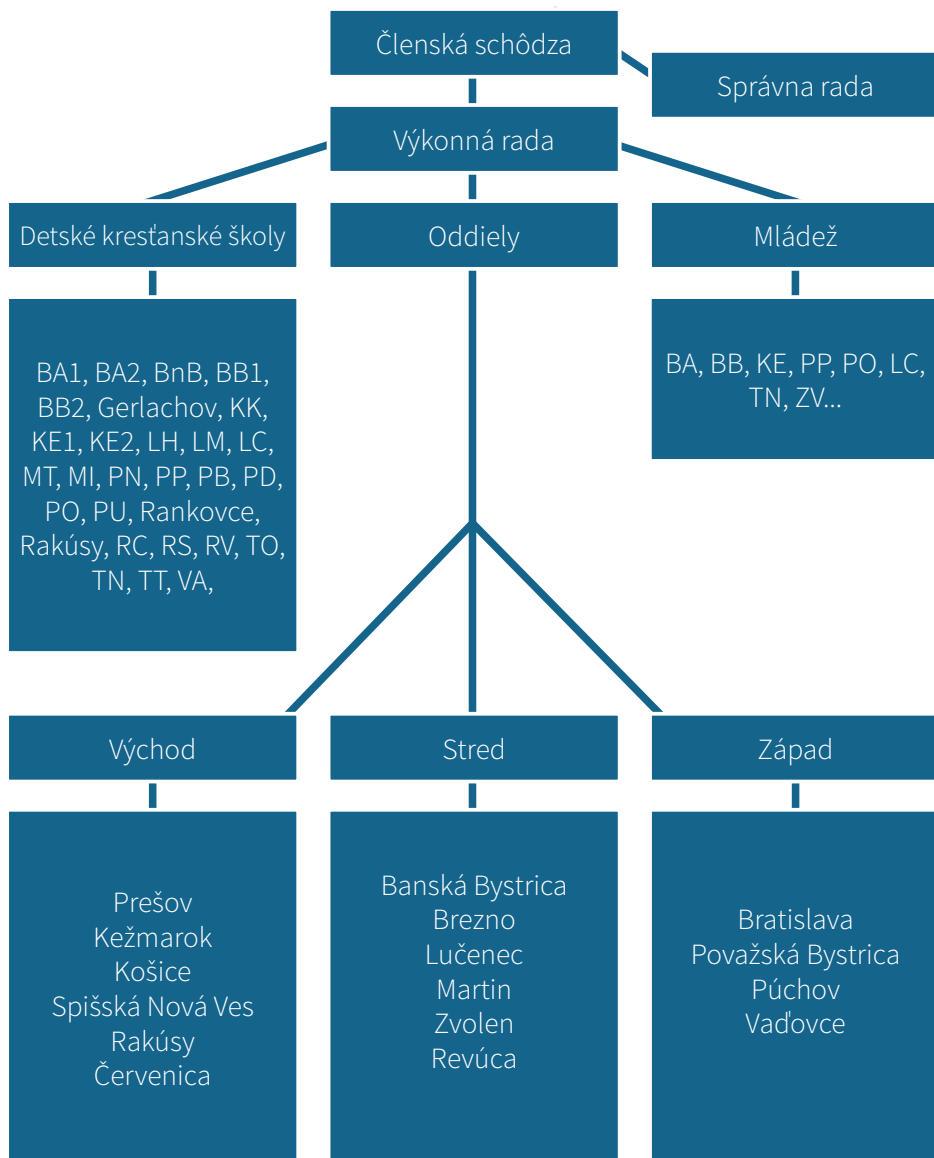 Členská schôdza
Správna rada
Výkonná rada
Detské kresťanské školy
Oddiely
Mládež
BA1, BA2, BnB, BB1,
BB2, Gerlachov, KK,
KE1, KE2, LH, LM, LC,
MT, MI, PN, PP, PB, PD,
PO, PU, Rankovce,
Rakúsy, RC, RS, RV, TO,
TN, TT, VA,
BA, BB, KE, PP, PO, LC,
TN, ZV...
Východ
Stred
Západ
Prešov
Kežmarok
Košice
Spišská Nová Ves
Rakúsy
Červenica
Banská Bystrica
Brezno
Lučenec
Martin
Zvolen
Revúca
Bratislava
Považská Bystrica
Púchov
Vaďovce